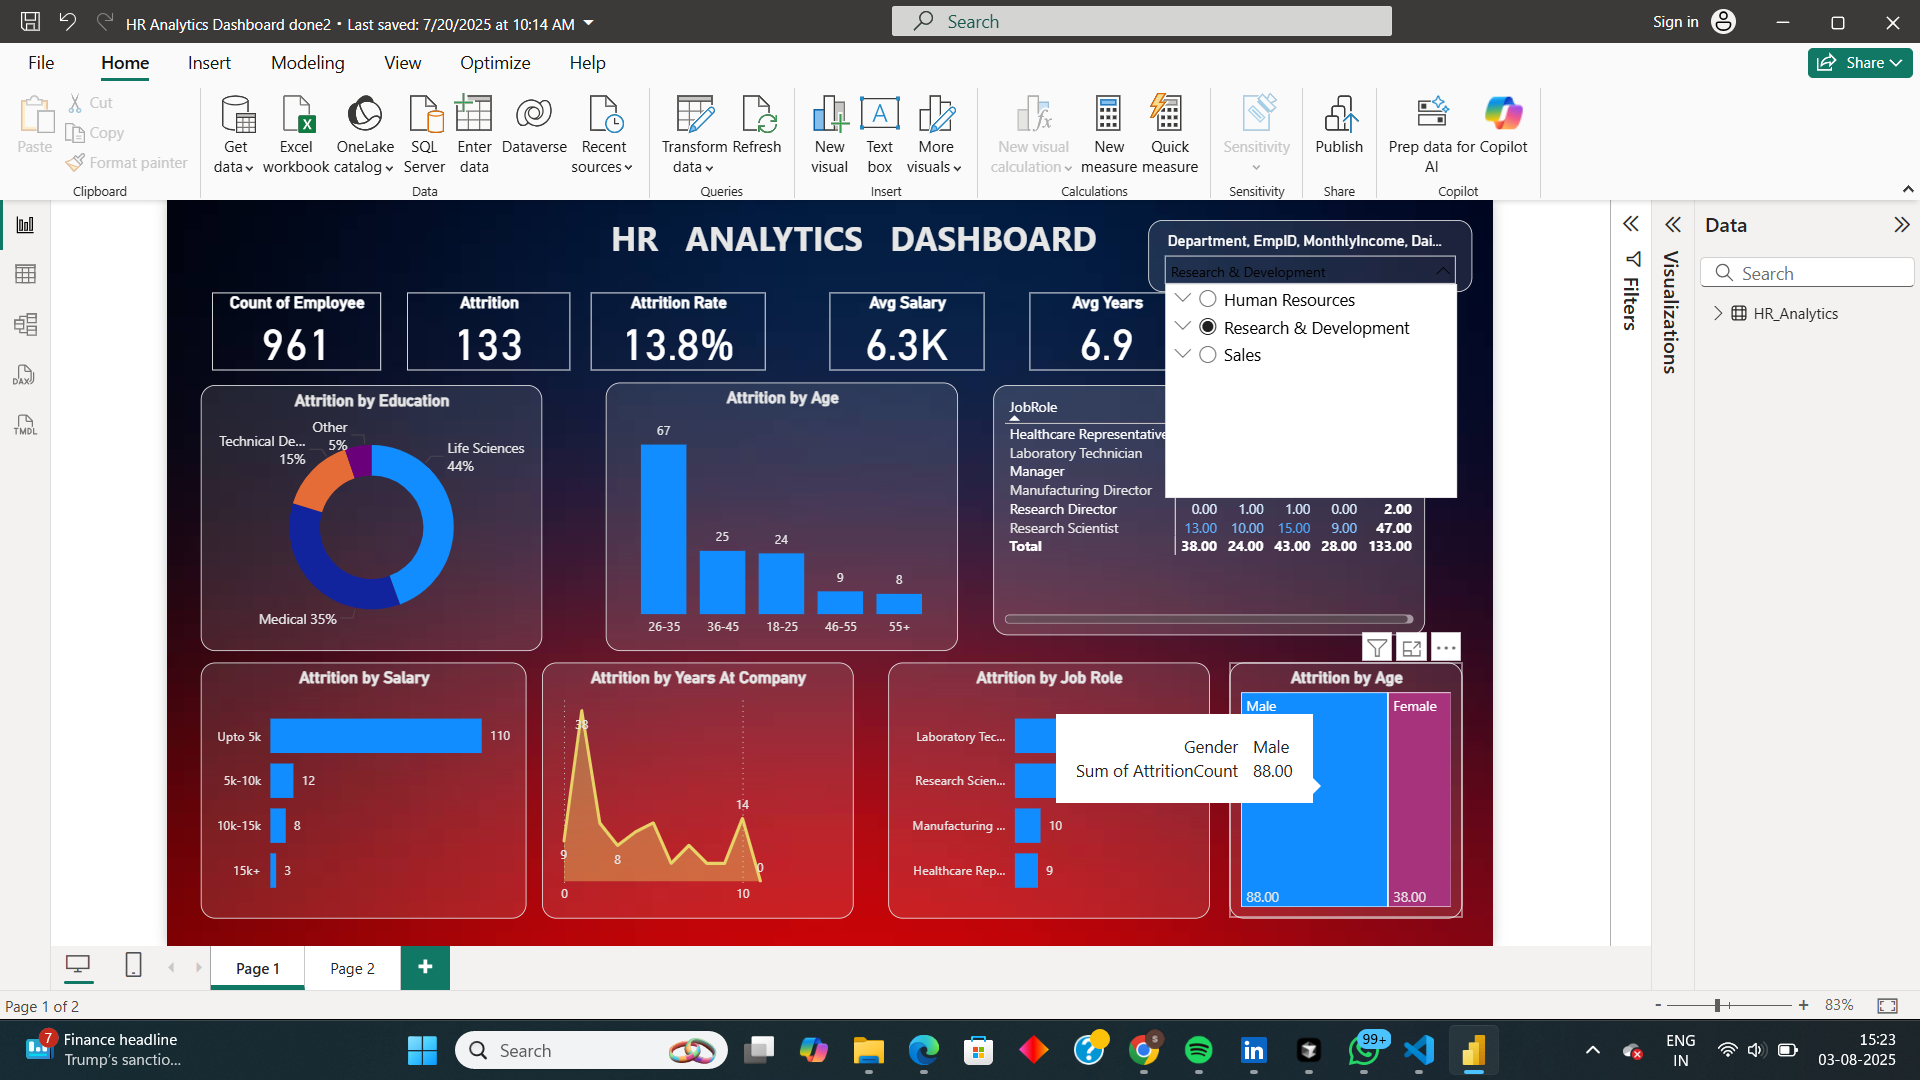 HR Analytics Dashboard done2 • Last saved: 7/20/2025 at 10:14 AM
Search
Sign in
File
Home
Insert
Modeling
View
Optimize
Help
Share
Paste
Cut
Copy
Format painter
Clipboard
Get data
Excel workbook
OneLake catalog
SQL Server
Enter data
Dataverse
Recent sources
Data
Transform data
Refresh
Queries
New visual
Text box
More visuals
Insert
New visual calculation
New measure
Quick measure
Calculations
Sensitivity
Sensitivity
Publish
Share
Prep data for AI
Copilot
Copilot
HR ANALYTICS DASHBOARD
Department, EmpID, MonthlyIncome, Dai...
Research & Development
Human Resources
Research & Development
Sales
Count of Employee
961
Attrition
133
Attrition Rate
13.8%
Avg Salary
6.3K
Avg Years
6.9
Attrition by Education
Other
5%
Technical De...
15%
Life Sciences
44%
Medical 35%
Attrition by Age
67
25
24
9
8
26-35
36-45
18-25
46-55
55+
JobRole
Healthcare Representative
Laboratory Technician
Manager
Manufacturing Director
Research Director 0.00 1.00 1.00 0.00 2.00
Research Scientist 13.00 10.00 15.00 9.00 47.00
Total 38.00 24.00 43.00 28.00 133.00
Attrition by Salary
Upto 5k 110
5k-10k 12
10k-15k 8
15k+ 3
Attrition by Years At Company
38
14
9
8
0
0
10
Attrition by Job Role
Laboratory Tec...
Research Scien...
Manufacturing ... 10
Healthcare Rep... 9
Attrition by Age
Male
Female
Gender Male
Sum of AttritionCount 88.00
88.00
38.00
Filters
Visualizations
Data
Search
HR_Analytics
DAX
TMDL
Page 1
Page 2
Page 1 of 2
- + 83%
7
Finance headline
Trump's sanctio...
Search
S
99+
ENG
IN
15:23
03-08-2025